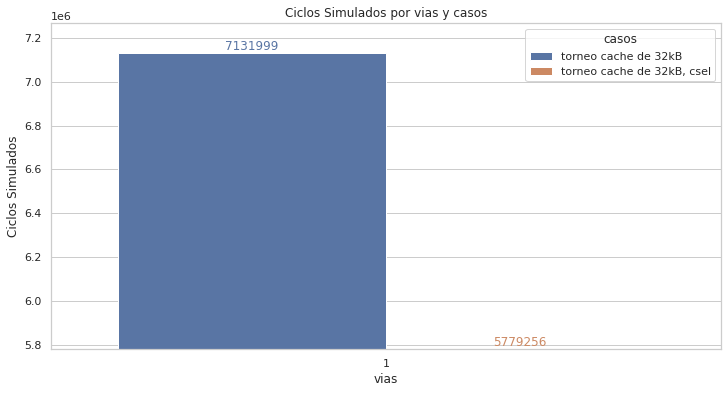 Ciclos Simulados por vias y casos
1e6
7.2
7.0
6.8
6.6
6.4
6.2
6.0
5.8
Ciclos Simulados
7131999
5779256
casos
torneo cache de 32kB
torneo cache de 32kB, csel
1
vias